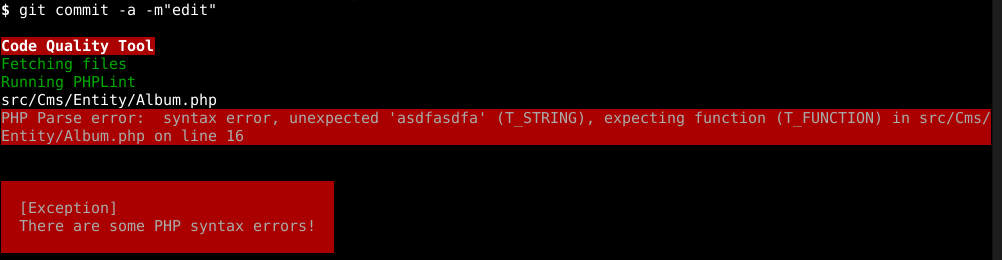 $ git commit -a -m"edit"
Code Quality Tool
Fetching files
Running PHPLint
src/Cms/Entity/Album.php
PHP Parse error:  syntax error, unexpected 'asdfasdfa' (T_STRING), expecting function (T_FUNCTION) in src/Cms/
Entity/Album.php on line 16
[Exception]
There are some PHP syntax errors!